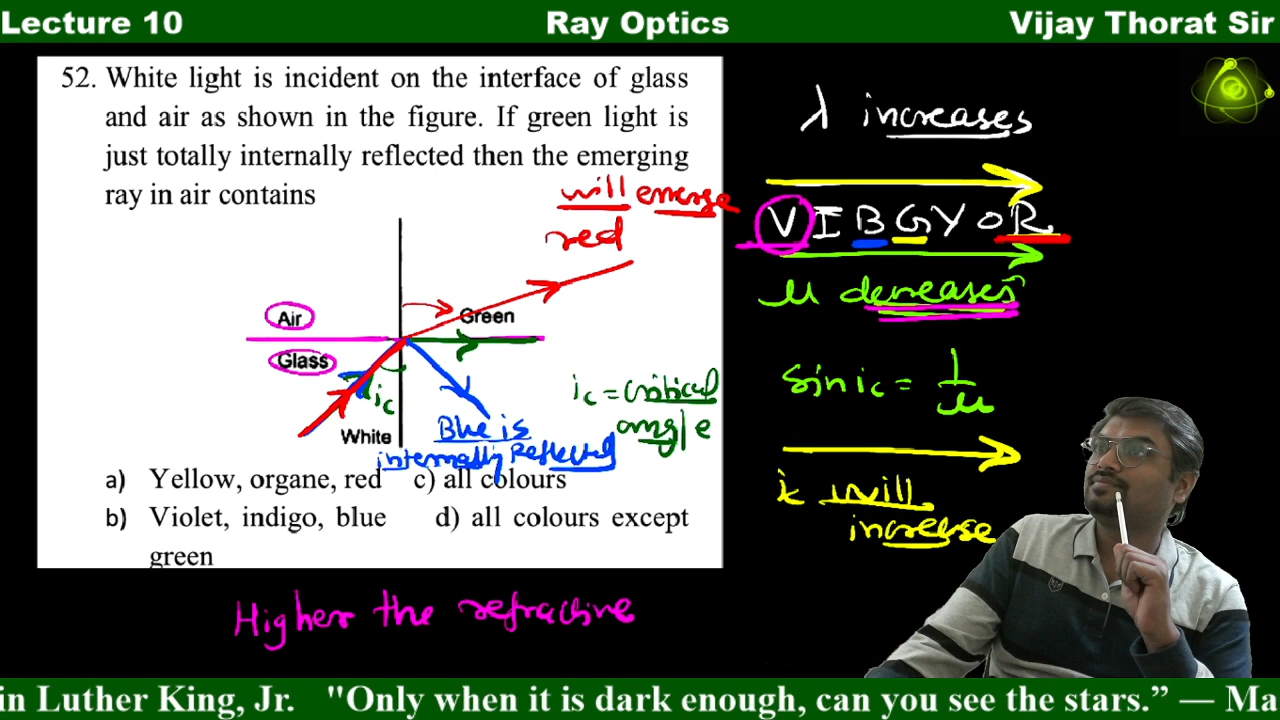 Lecture 10
Ray Optics
Vijay Thorat Sir
52. White light is incident on the interface of glass
and air as shown in the figure. If green light is
just totally internally reflected then the emerging
ray in air contains
will emerge
red
Air
Green
Glass
ic
White
ic = critical
angle
Blue is
internally Reflected
a) Yellow, organe, red c) all colours
b) Violet, indigo, blue d) all colours except
green
λ increases
V I B G Y O R
μ decreases
sin ic = 1/μ
ic will
increase
Higher the refractive
in Luther King, Jr. "Only when it is dark enough, can you see the stars.” — Ma